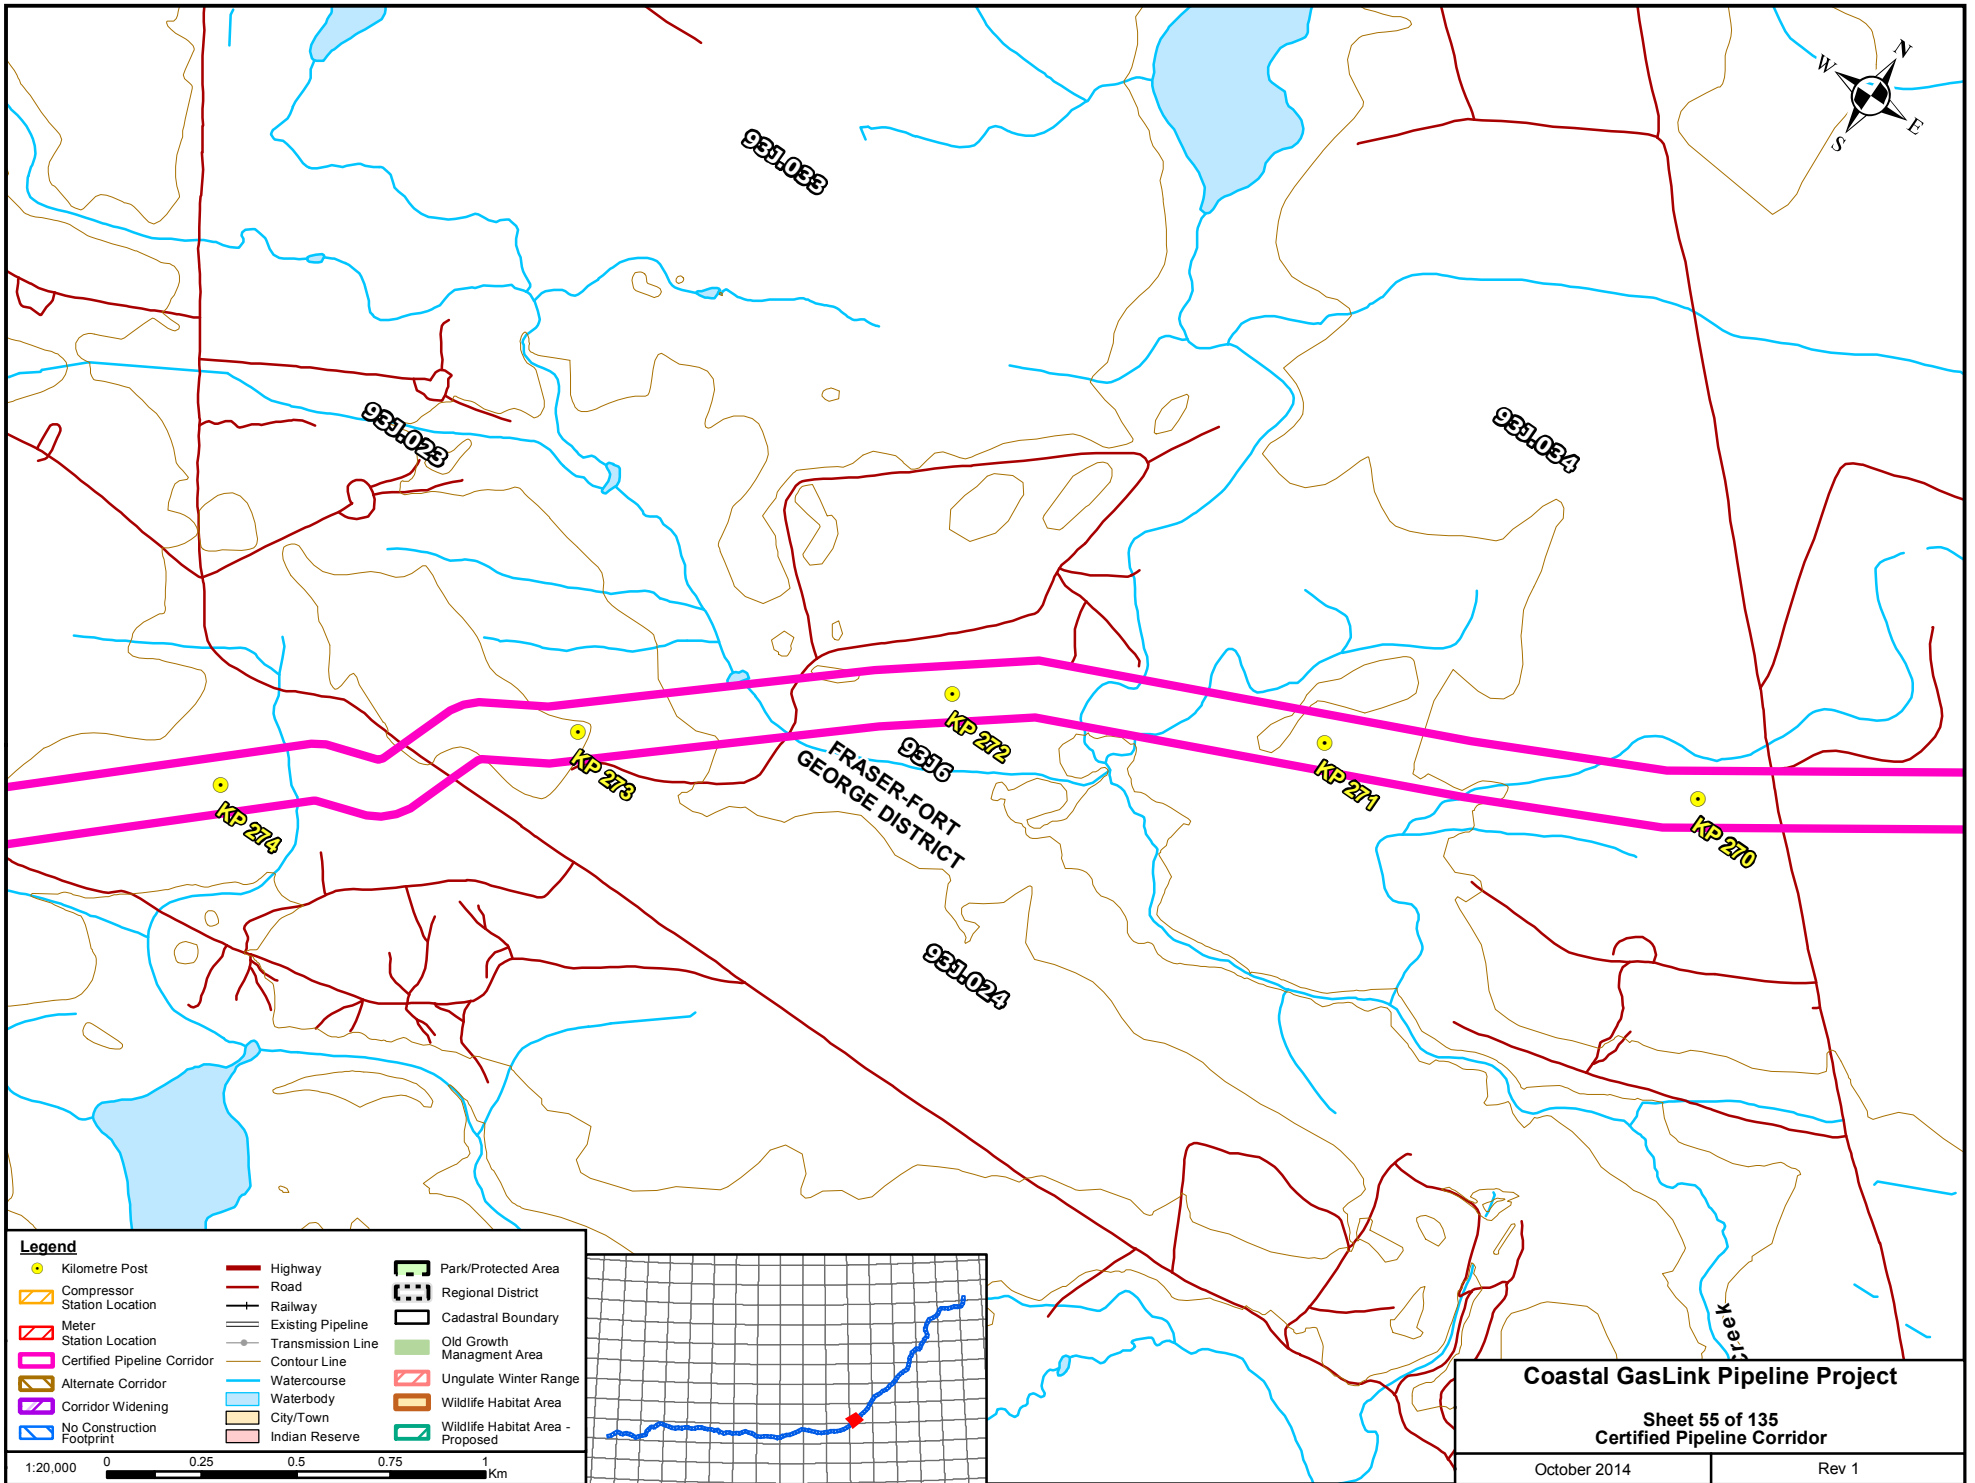 N
W
E
S
93J.033
93J.023
93J.034
KP 272
93J6
KP 273
FRASER-FORT
GEORGE DISTRICT
KP 271
KP 274
KP 270
93J.024
Creek
Legend
Kilometre Post
Compressor
Station Location
Meter
Station Location
Certified Pipeline Corridor
Alternate Corridor
Corridor Widening
No Construction
Footprint
Highway
Road
Railway
Existing Pipeline
Transmission Line
Contour Line
Watercourse
Waterbody
City/Town
Indian Reserve
Park/Protected Area
Regional District
Cadastral Boundary
Old Growth
Managment Area
Ungulate Winter Range
Wildlife Habitat Area
Wildlife Habitat Area -
Proposed
1:20,000
0 0.25 0.5 0.75 1
Km
Coastal GasLink Pipeline Project
Sheet 55 of 135
Certified Pipeline Corridor
October 2014
Rev 1